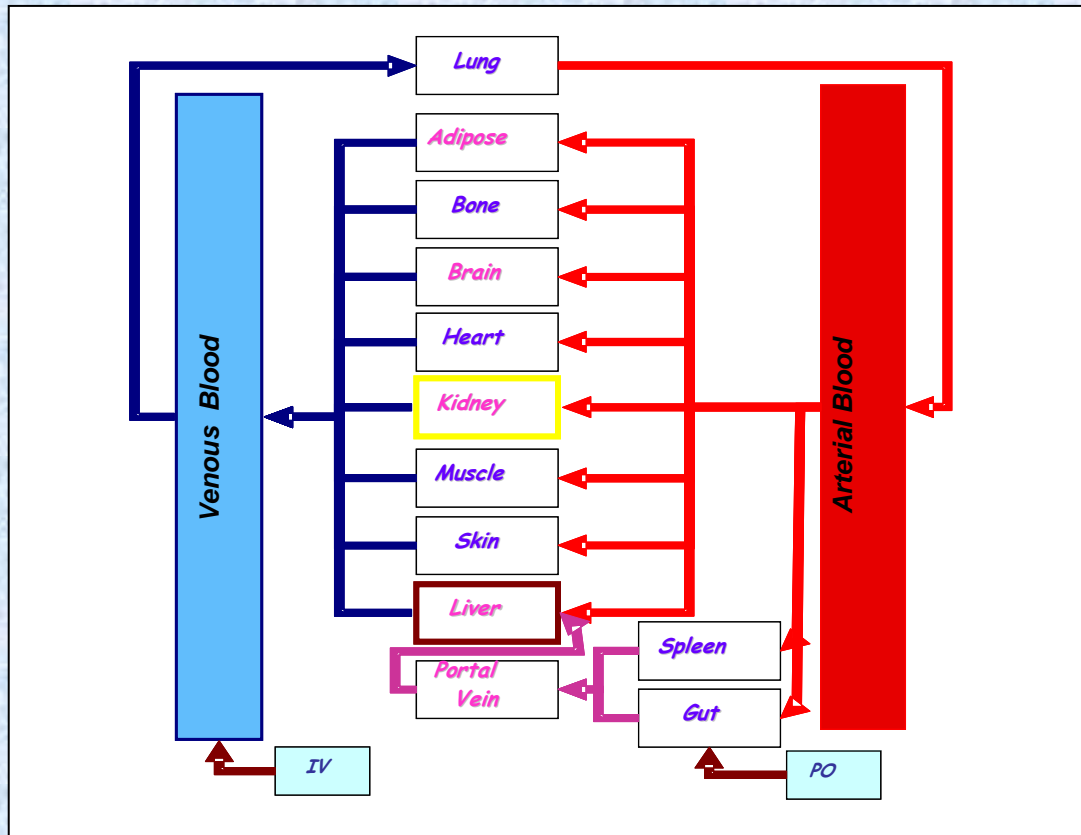 Lung
Adipose
Bone
Brain
Heart
Kidney
Muscle
Skin
Liver
Portal
Vein
Spleen
Gut
Venous Blood
Arterial Blood
IV
PO